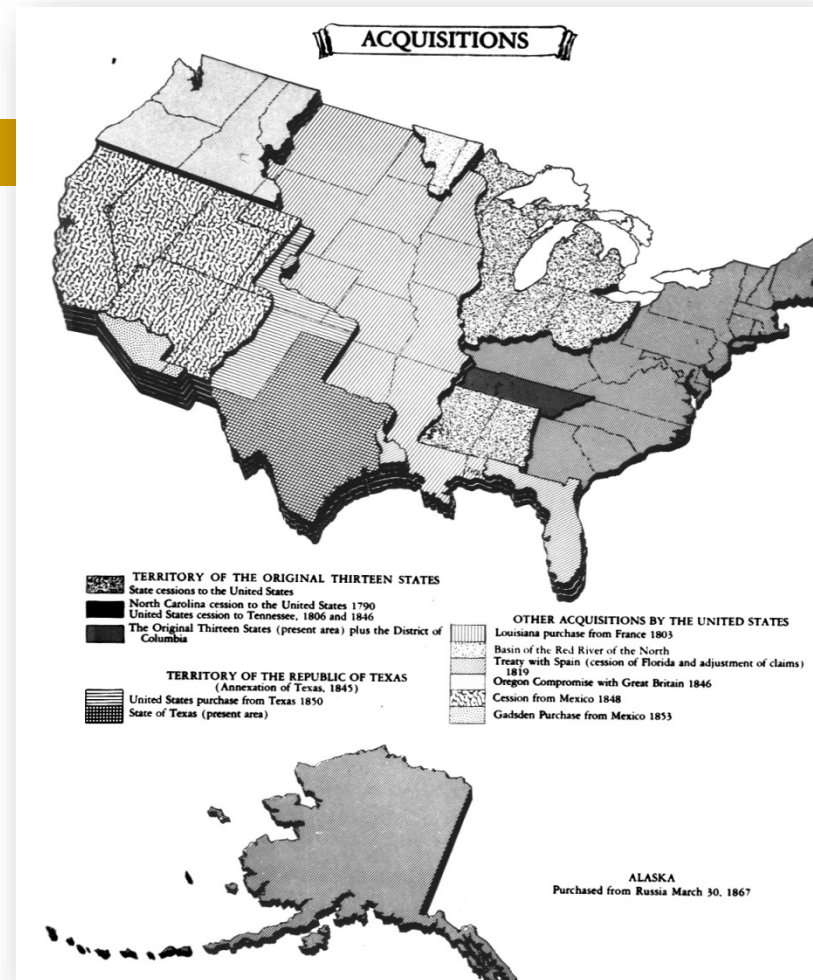 ACQUISITIONS
TERRITORY OF THE ORIGINAL THIRTEEN STATES
State cessions to the United States
North Carolina cession to the United States 1790
United States cession to Tennessee, 1806 and 1846
The Original Thirteen States (present area) plus the District of
Columbia
TERRITORY OF THE REPUBLIC OF TEXAS
(Annexation of Texas, 1845)
United States purchase from Texas 1850
State of Texas (present area)
OTHER ACQUISITIONS BY THE UNITED STATES
Louisiana purchase from France 1803
Basin of the Red River of the North
Treaty with Spain (cession of Florida and adjustment of claims)
1819
Oregon Compromise with Great Britain 1846
Cession from Mexico 1848
Gadsden Purchase from Mexico 1853
ALASKA
Purchased from Russia March 30, 1867